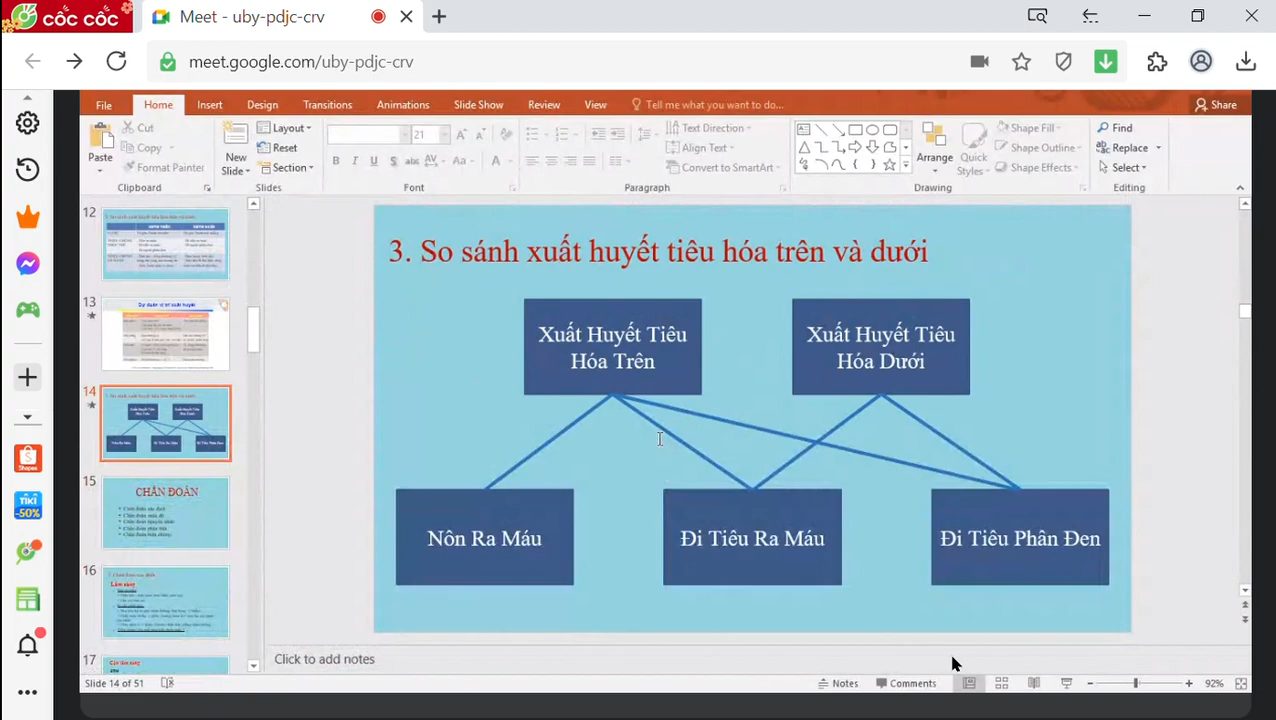 cốc cốc
Meet - uby-pdjc-crv
meet.google.com/uby-pdjc-crv
File Home Insert Design Transitions Animations Slide Show Review View Tell me what you want to do... Share
Paste
Cut
Copy
Format Painter
Clipboard
New
Slide
Layout
Reset
Section
Slides
21
B I U S abc AV Aa A
Font
Text Direction
Align Text
Convert to SmartArt
Paragraph
Arrange
Quick
Styles
Shape Fill
Shape Outline
Shape Effects
Drawing
Find
Replace
Select
Editing
12
13
14
15
CHẨN ĐOÁN
16
17
Shopee
TIKI
-50%
3. So sánh xuất huyết tiêu hóa trên và dưới
Xuất Huyết Tiêu
Hóa Trên
Xuất Huyết Tiêu
Hóa Dưới
Nôn Ra Máu
Đi Tiêu Ra Máu
Đi Tiêu Phân Đen
Click to add notes
Slide 14 of 51
Notes
Comments
92%